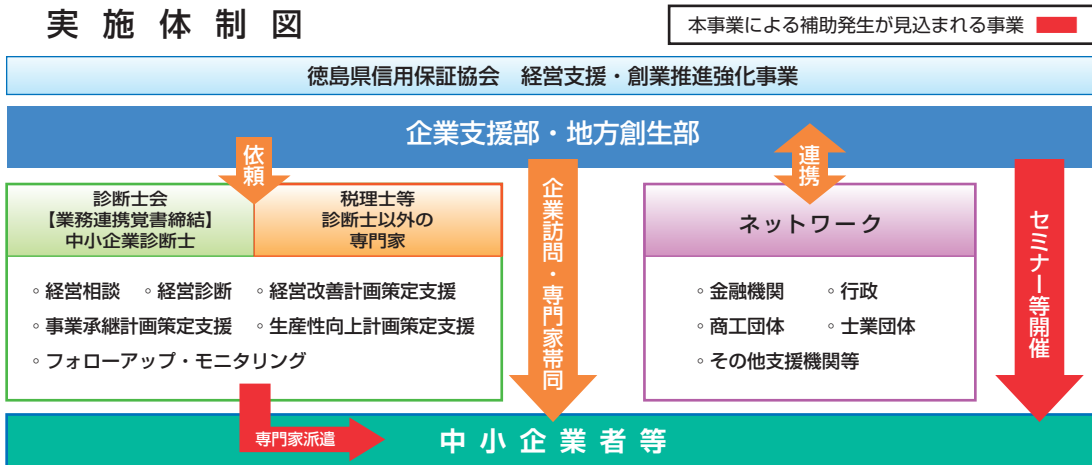 実施体制図
本事業による補助発生が見込まれる事業
徳島県信用保証協会　経営支援・創業推進強化事業
企業支援部・地方創生部
依頼
連携
診断士会
【業務連携覚書締結】
中小企業診断士
税理士等
診断士以外の
専門家
◦経営相談　◦経営診断　◦経営改善計画策定支援
◦事業承継計画策定支援　◦生産性向上計画策定支援
◦フォローアップ・モニタリング
専門家派遣
企業訪問・専門家帯同
ネットワーク
◦金融機関　◦行政
◦商工団体　◦士業団体
◦その他支援機関等
セミナー等開催
中小企業者等